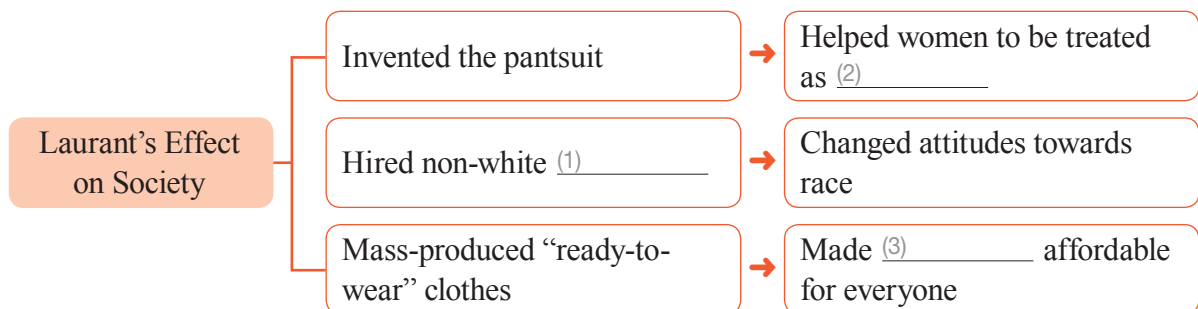 Invented the pantsuit
Helped women to be treated
as (2)
Laurant’s Effect
on Society
Hired non-white (1)
Changed attitudes towards
race
Mass-produced “ready-to-
wear” clothes
Made (3) affordable
for everyone